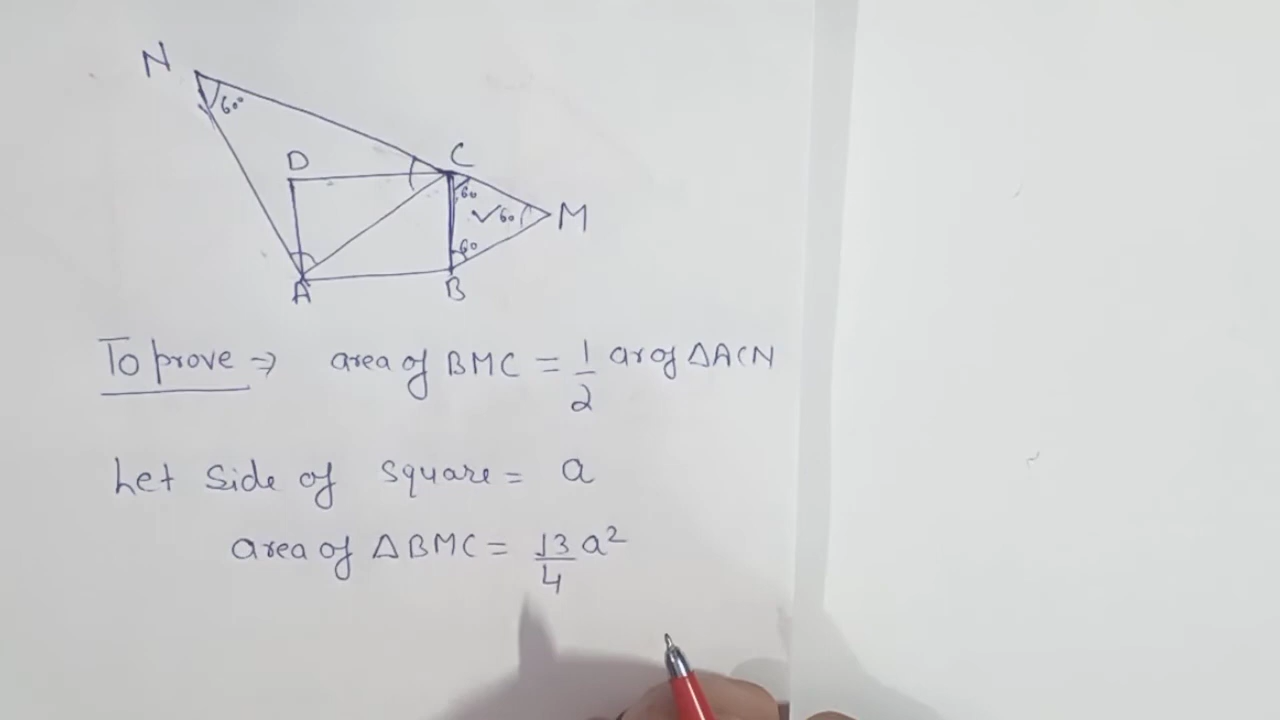 N
60°
D
C
60
60
M
60
A
B
To prove ⇒ area of BMC = 1/2 ar of ΔACN
Let side of square = a
area of ΔBMC = √3/4 a²